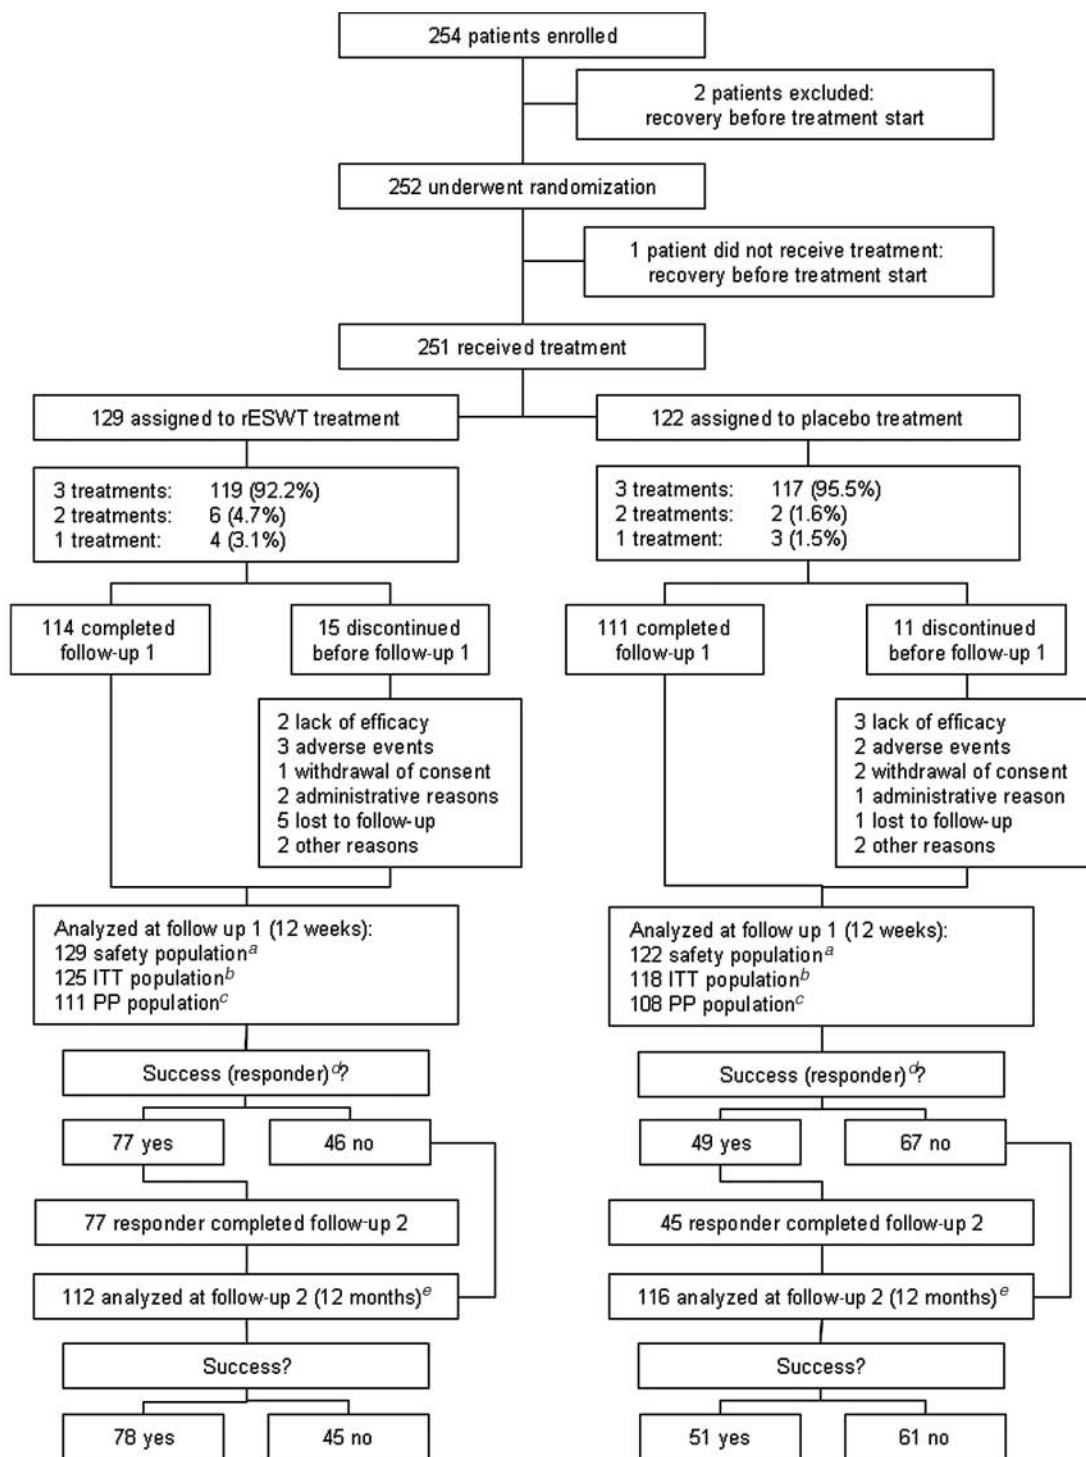 254 patients enrolled
2 patients excluded:
recovery before treatment start
252 underwent randomization
1 patient did not receive treatment:
recovery before treatment start
251 received treatment
129 assigned to rESWT treatment
122 assigned to placebo treatment
3 treatments: 119 (92.2%)
2 treatments: 6 (4.7%)
1 treatment: 4 (3.1%)
3 treatments: 117 (95.5%)
2 treatments: 2 (1.6%)
1 treatment: 3 (1.5%)
114 completed
follow-up 1
15 discontinued
before follow-up 1
111 completed
follow-up 1
11 discontinued
before follow-up 1
2 lack of efficacy
3 adverse events
1 withdrawal of consent
2 administrative reasons
5 lost to follow-up
2 other reasons
3 lack of efficacy
2 adverse events
2 withdrawal of consent
1 administrative reason
1 lost to follow-up
2 other reasons
Analyzed at follow up 1 (12 weeks):
129 safety population a
125 ITT population b
111 PP population c
Analyzed at follow up 1 (12 weeks):
122 safety population a
118 ITT population b
108 PP population c
Success (responder) d?
Success (responder) d?
77 yes
46 no
49 yes
67 no
77 responder completed follow-up 2
45 responder completed follow-up 2
112 analyzed at follow-up 2 (12 months) e
116 analyzed at follow-up 2 (12 months) e
Success?
Success?
78 yes
45 no
51 yes
61 no